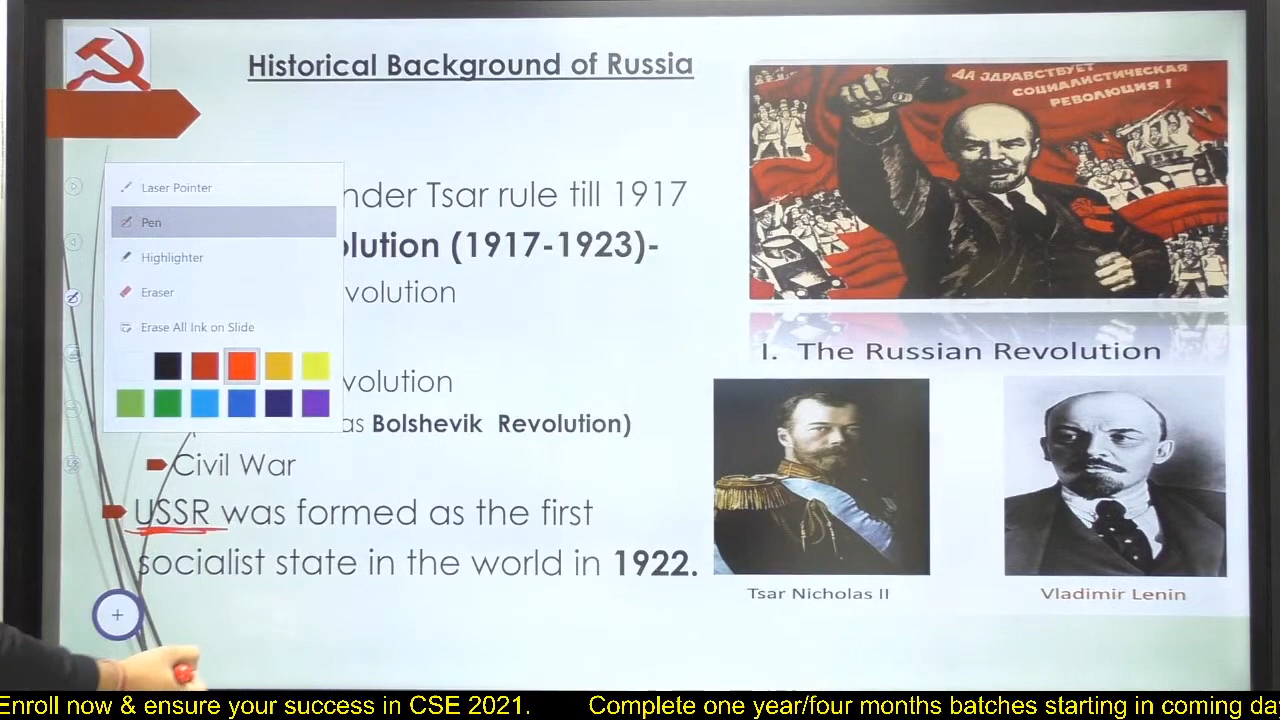 Historical Background of Russia
ДА ЗДРАВСТВУЕТ
СОЦИАЛИСТИЧЕСКАЯ
РЕВОЛЮЦИЯ !
Laser Pointer
Pen
Highlighter
Eraser
Erase All Ink on Slide
nder Tsar rule till 1917
olution (1917-1923)-
volution
volution
as Bolshevik Revolution)
Civil War
USSR was formed as the first
socialist state in the world in 1922.
I. The Russian Revolution
Tsar Nicholas II
Vladimir Lenin
Enroll now & ensure your success in CSE 2021. Complete one year/four months batches starting in coming da